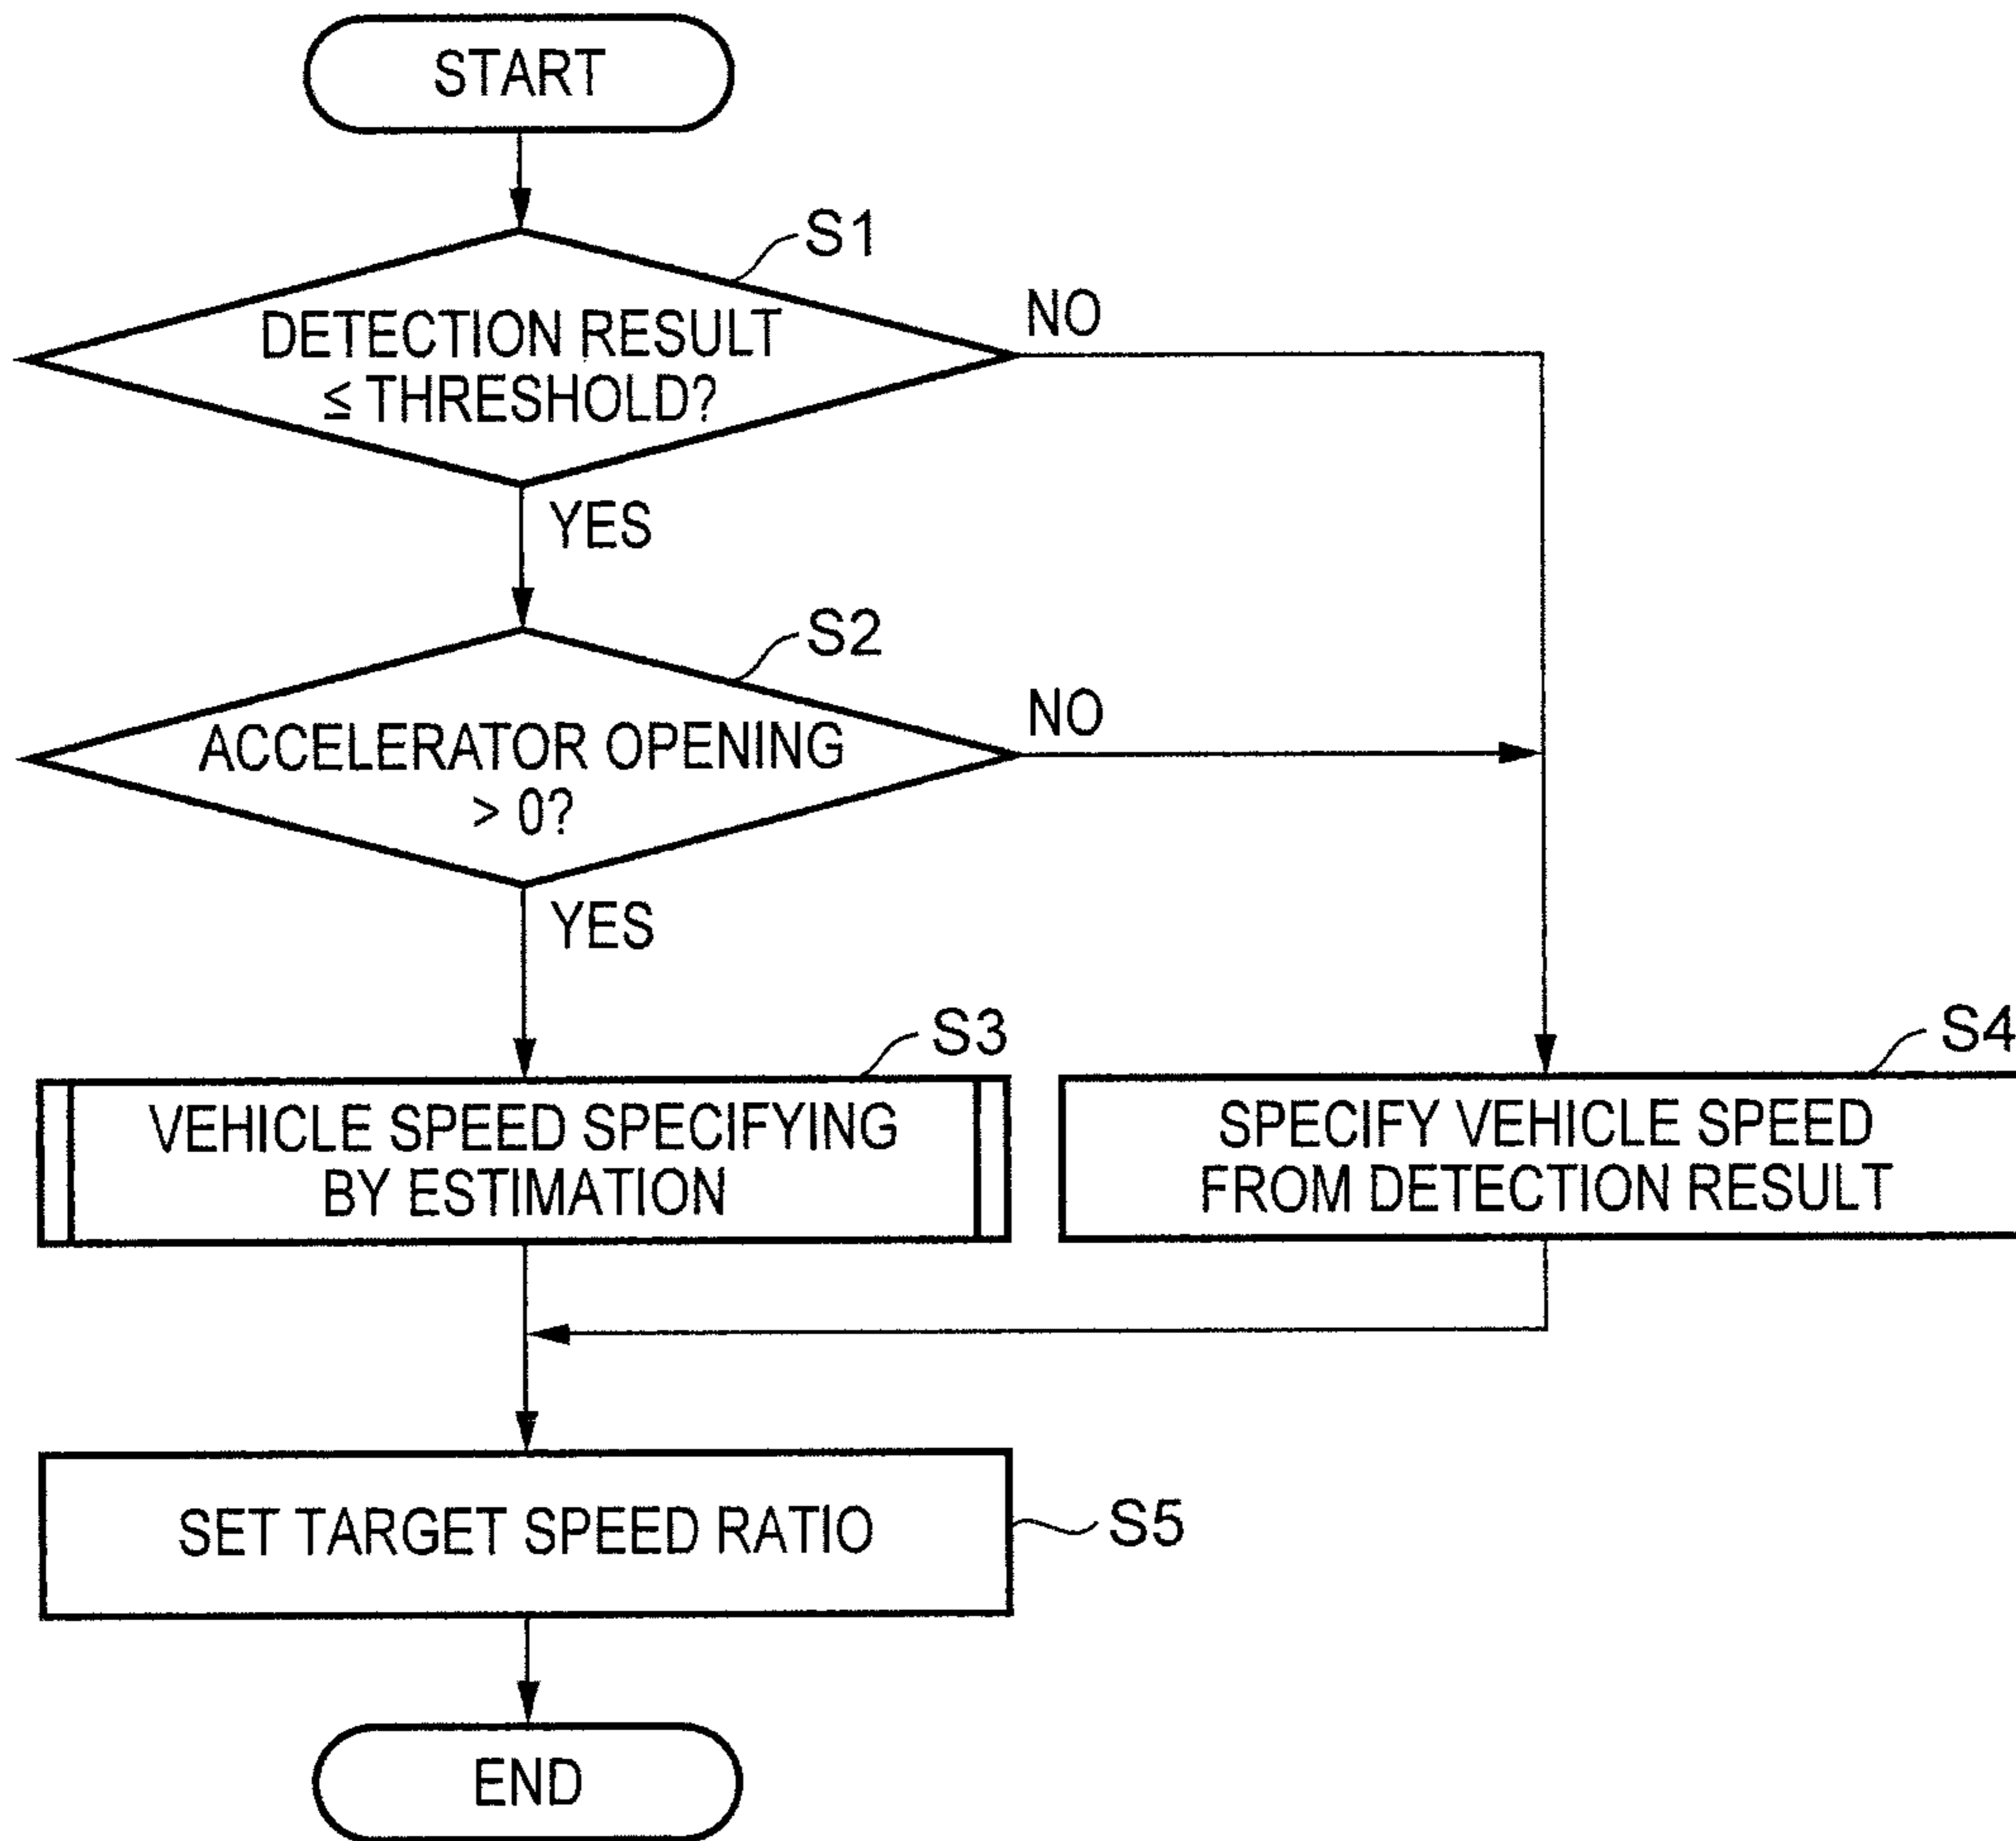 START
S1
DETECTION RESULT
≤ THRESHOLD?
NO
YES
S2
ACCELERATOR OPENING
> 0?
NO
YES
S3
VEHICLE SPEED SPECIFYING
BY ESTIMATION
S4
SPECIFY VEHICLE SPEED
FROM DETECTION RESULT
SET TARGET SPEED RATIO
S5
END